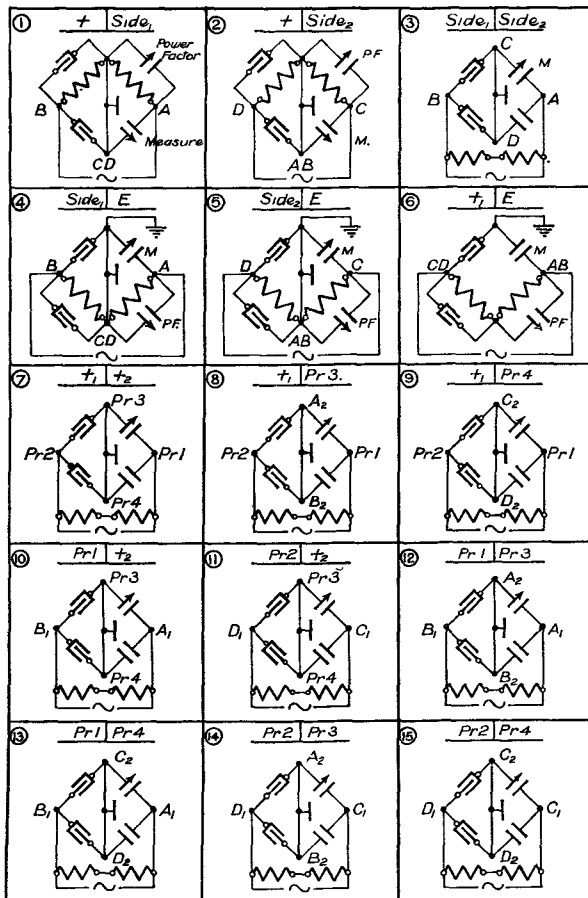 ① + Side₁
Power
Factor
B A
Measure
CD
② + Side₂
PF
D C
M.
AB
③ Side₁ Side₂
C
M
B A
D
④ Side₁ E
M
B A
PF.
CD
⑤ Side₂ E
M
D C
PF
AB
⑥ +₁ E
M
CD AB
PF
⑦ +₁ +₂
Pr3
Pr2 Pr1
Pr4
⑧ +₁ Pr3.
A₂
Pr2 Pr1
B₂
⑨ +₁ Pr4
C₂
Pr2 Pr1
D₂
⑩ Pr1 +₂
Pr3
B₁ A₁
Pr4
⑪ Pr2 +₂
Pr3
D₁ C₁
Pr4
⑫ Pr1 Pr3
A₂
B₁ A₁
B₂
⑬ Pr1 Pr4
C₂
B₁ A₁
D₂
⑭ Pr2 Pr3
A₂
D₁ C₁
B₂
⑮ Pr2 Pr4
C₂
D₁ C₁
D₂